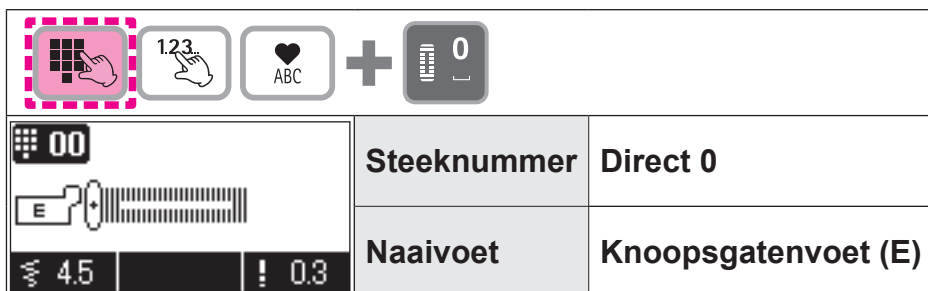 1.2.3... ABC 0
00
E
4.5 0.3
Steeknummer Direct 0
Naaivoet Knoopsgatenvoet (E)